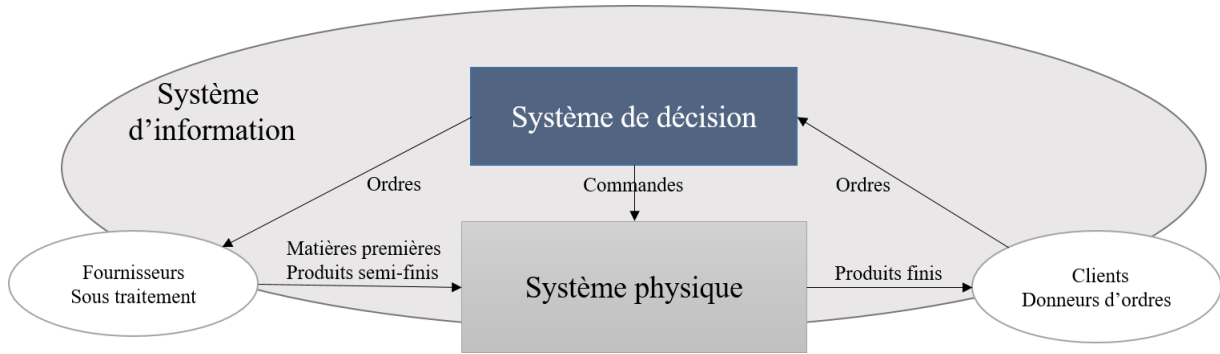 Système
d’information
Système de décision
Ordres
Commandes
Ordres
Matières premières
Produits semi-finis
Fournisseurs
Sous traitement
Système physique
Produits finis
Clients
Donneurs d’ordres